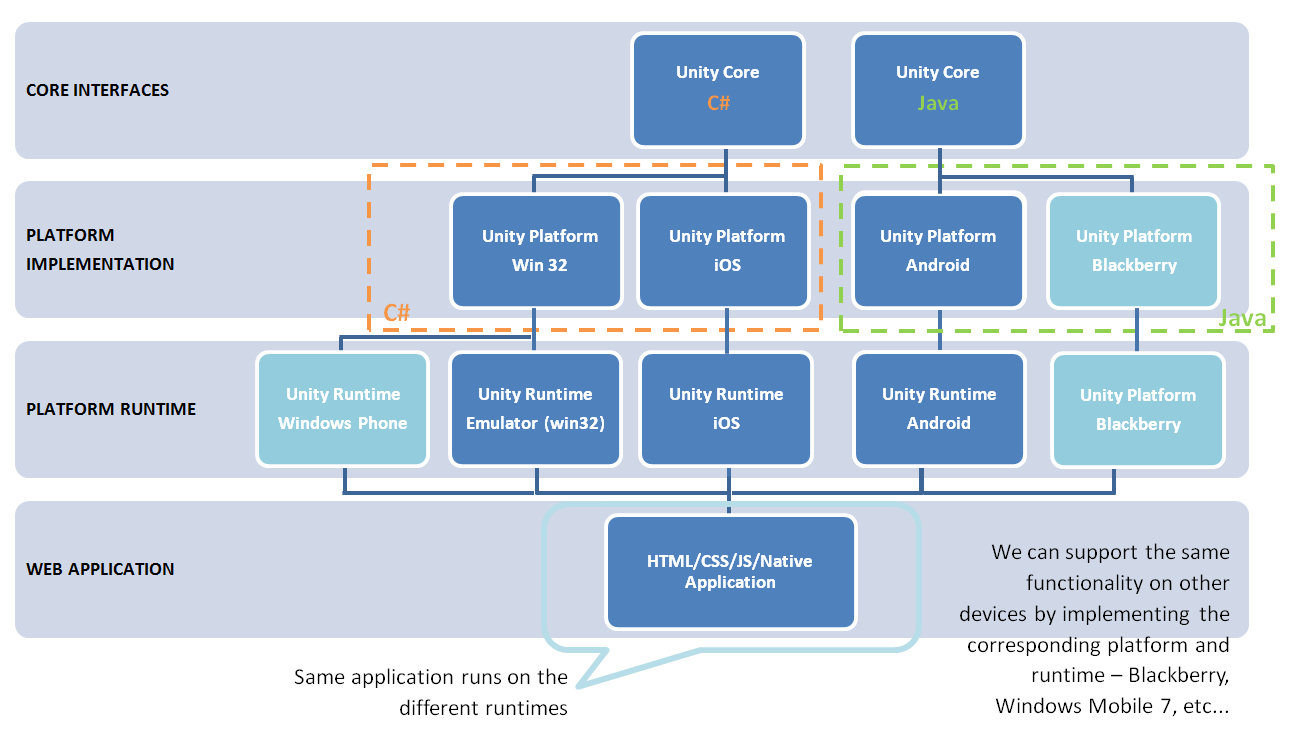 CORE INTERFACES
Unity Core
C#
Unity Core
Java
PLATFORM
IMPLEMENTATION
Unity Platform
Win 32
Unity Platform
iOS
Unity Platform
Android
Unity Platform
Blackberry
C#
Java
PLATFORM RUNTIME
Unity Runtime
Windows Phone
Unity Runtime
Emulator (win32)
Unity Runtime
iOS
Unity Runtime
Android
Unity Platform
Blackberry
WEB APPLICATION
HTML/CSS/JS/Native
Application
We can support the same
functionality on other
devices by implementing the
corresponding platform and
runtime – Blackberry,
Windows Mobile 7, etc...
Same application runs on the
different runtimes